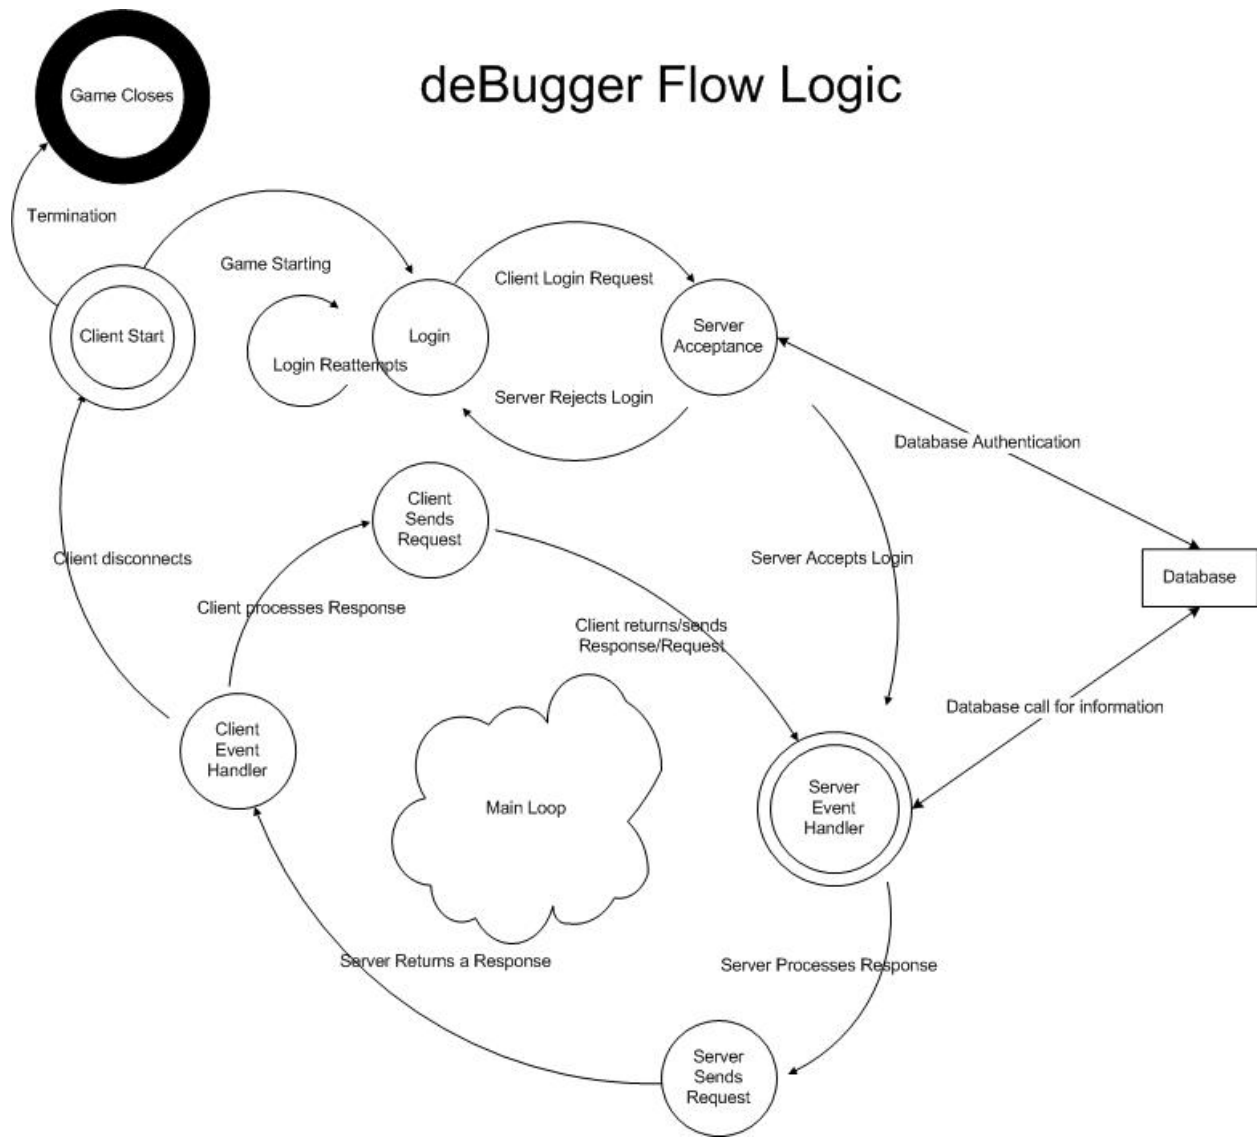 deBugger Flow Logic
Game Closes
Termination
Game Starting
Client Login Request
Client Start
Login
Server
Acceptance
Login Reattempts
Server Rejects Login
Database Authentication
Client
Sends
Request
Client disconnects
Server Accepts Login
Database
Client processes Response
Client returns/sends
Response/Request
Database call for information
Client
Event
Handler
Main Loop
Server
Event
Handler
Server Returns a Response
Server Processes Response
Server
Sends
Request